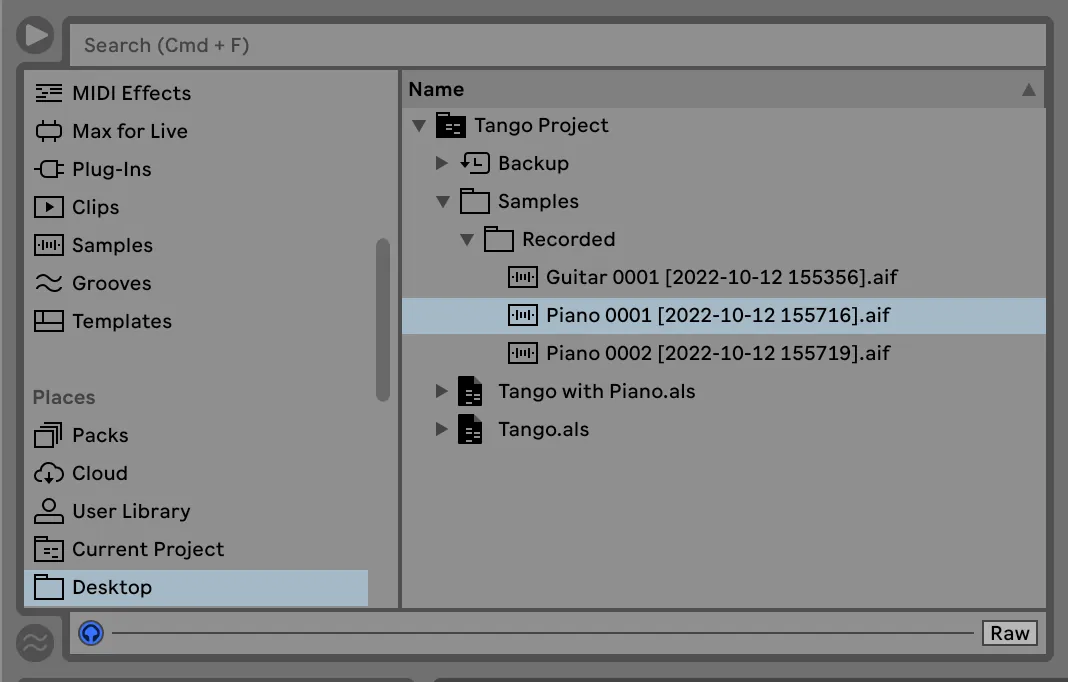 Search (Cmd + F)
MIDI Effects
Max for Live
Plug-Ins
Clips
Samples
Grooves
Templates
Places
Packs
Cloud
User Library
Current Project
Desktop
Name
Tango Project
Backup
Samples
Recorded
Guitar 0001 [2022-10-12 155356].aif
Piano 0001 [2022-10-12 155716].aif
Piano 0002 [2022-10-12 155719].aif
Tango with Piano.als
Tango.als
Raw